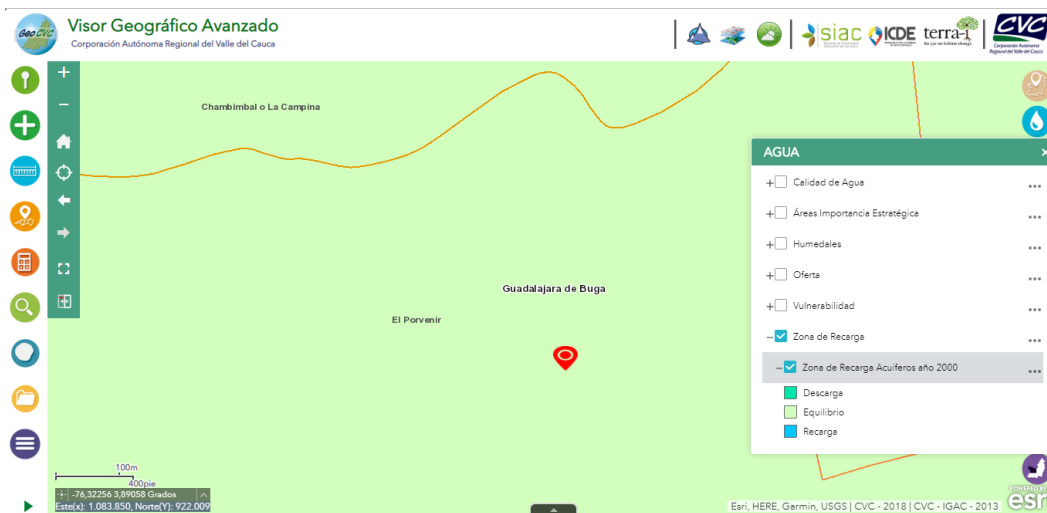 Geo CVC
Visor Geográfico Avanzado
Corporación Autónoma Regional del Valle del Cauca
siac
ICDE
terra-i
CVC
Corporación Autónoma
Regional del Valle del Cauca
Chambimbal o La Campina
Guadalajara de Buga
El Porvenir
AGUA
Calidad de Agua
Áreas Importancia Estratégica
Humedales
Oferta
Vulnerabilidad
Zona de Recarga
Zona de Recarga Acuiferos año 2000
Descarga
Equilibrio
Recarga
100m
400pie
-76,32256 3,89058 Grados
Este(x): 1.083.850, Norte(Y): 922.009
Esri, HERE, Garmin, USGS | CVC - 2018 | CVC - IGAC - 2013
POWERED BY
esri